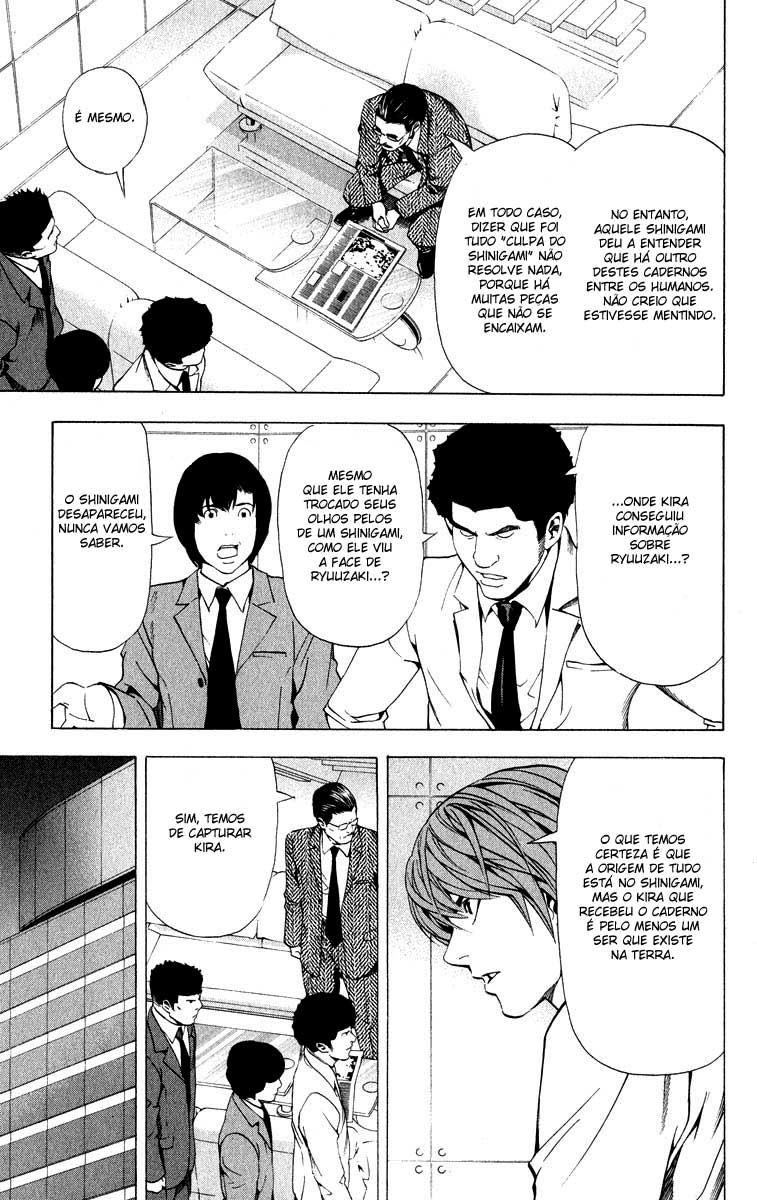 NO ENTANTO,
AQUELE SHINIGAMI
DEU A ENTENDER
QUE HÁ OUTRO
DESTES CADERNOS
ENTRE OS HUMANOS.
NÃO CREIO QUE
ESTIVESSE MENTINDO.
EM TODO CASO,
DIZER QUE FOI
TUDO “CULPA DO
SHINIGAMI” NÃO
RESOLVE NADA,
PORQUE HÁ
MUITAS PEÇAS
QUE NÃO SE
ENCAIXAM.
É MESMO.
...ONDE KIRA
CONSEGUIU
INFORMAÇÃO
SOBRE
RYUUZAKI...?
MESMO
QUE ELE TENHA
TROCADO SEUS
OLHOS PELOS
DE UM SHINIGAMI,
COMO ELE VIU
A FACE DE
RYUUZAKI...?
O SHINIGAMI
DESAPARECEU,
NUNCA VAMOS
SABER.
O QUE TEMOS
CERTEZA É QUE
A ORIGEM DE TUDO
ESTÁ NO SHINIGAMI,
MAS O KIRA QUE
RECEBEU O CADERNO
É PELO MENOS UM
SER QUE EXISTE
NA TERRA.
SIM, TEMOS
DE CAPTURAR
KIRA.